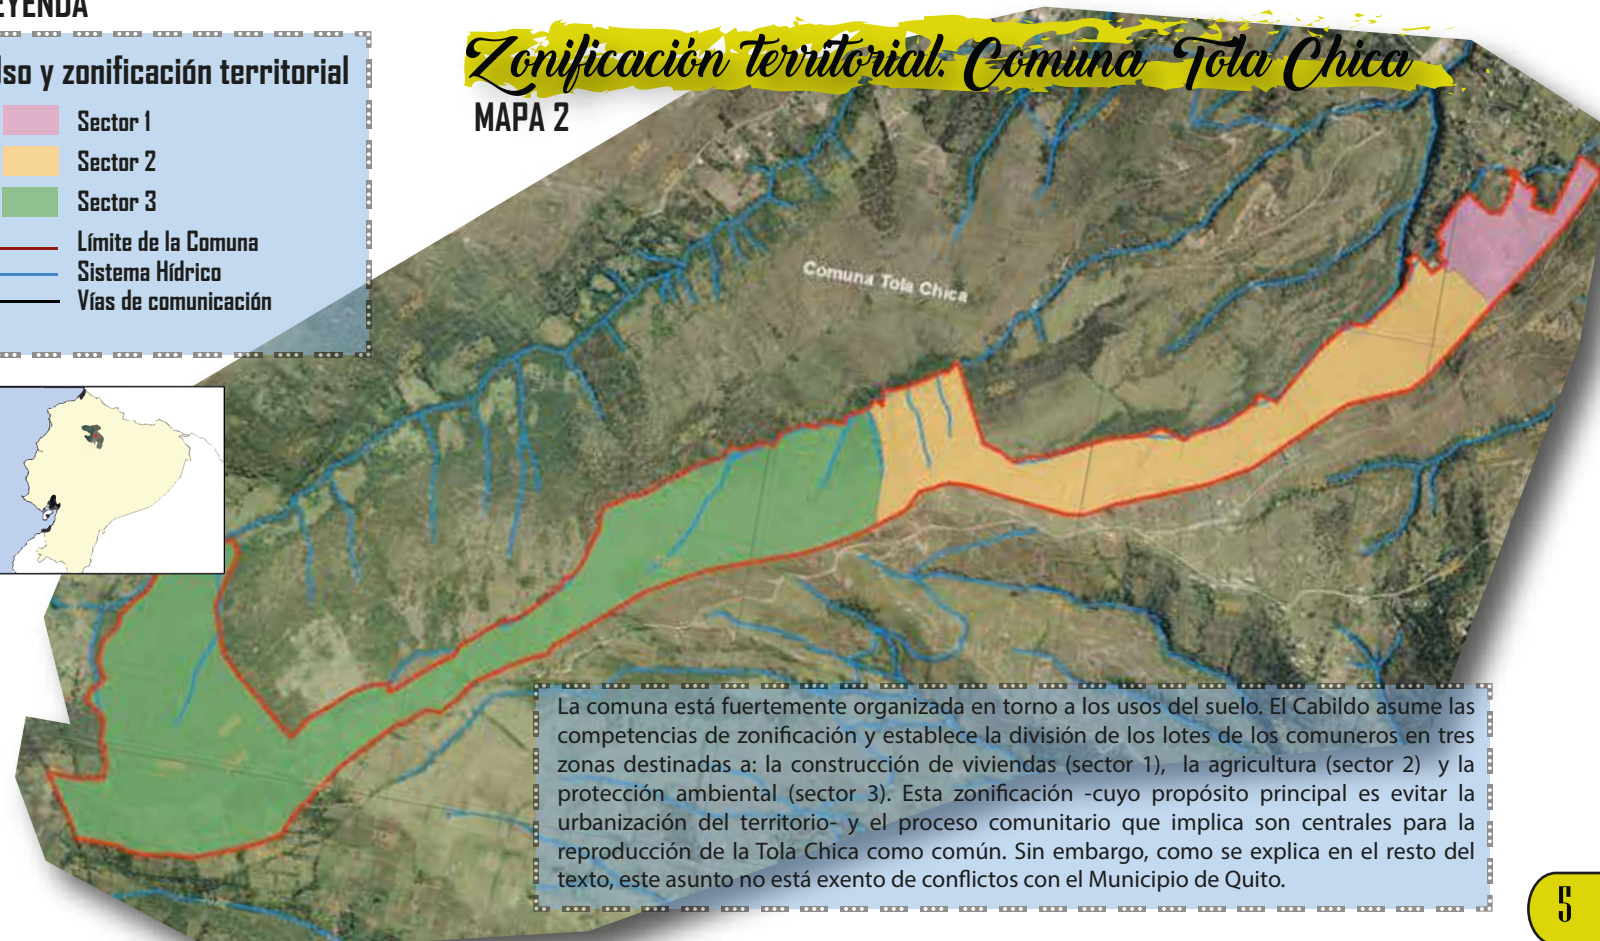 EYENDA
so y zonificación territorial
Sector 1
Sector 2
Sector 3
Límite de la Comuna
Sistema Hídrico
Vías de comunicación
Zonificación territorial. Comuna Tola Chica
MAPA 2
Comuna Tola Chica
La comuna está fuertemente organizada en torno a los usos del suelo. El Cabildo asume las
competencias de zonificación y establece la división de los lotes de los comuneros en tres
zonas destinadas a: la construcción de viviendas (sector 1), la agricultura (sector 2) y la
protección ambiental (sector 3). Esta zonificación -cuyo propósito principal es evitar la
urbanización del territorio- y el proceso comunitario que implica son centrales para la
reproducción de la Tola Chica como común. Sin embargo, como se explica en el resto del
texto, este asunto no está exento de conflictos con el Municipio de Quito.
5